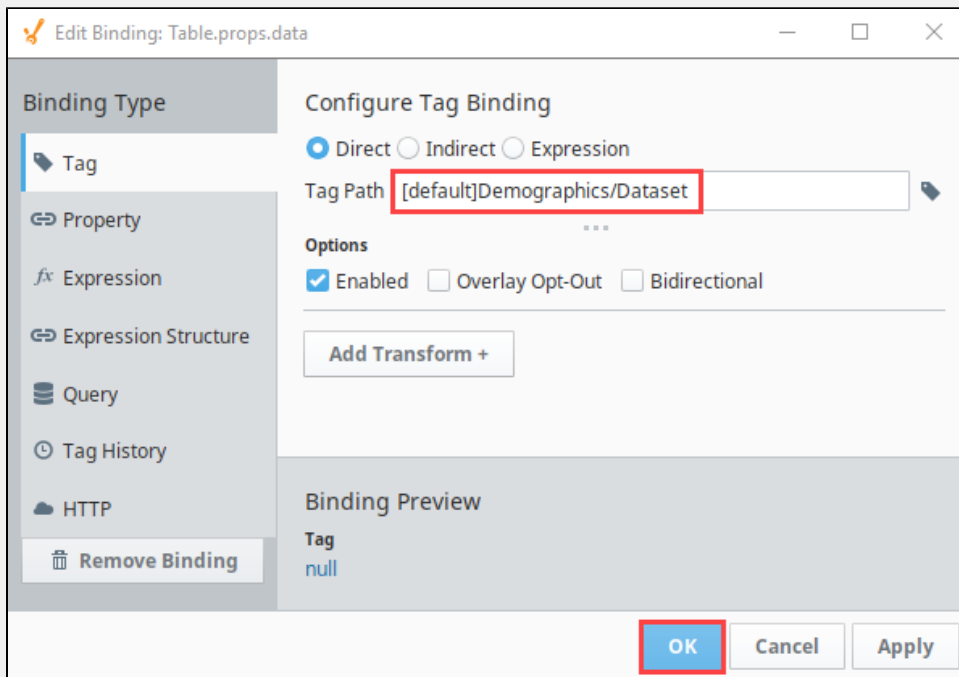 Edit Binding: Table.props.data
Binding Type
Tag
Property
fx Expression
Expression Structure
Query
Tag History
HTTP
Remove Binding
Configure Tag Binding
Direct Indirect Expression
Tag Path [default]Demographics/Dataset
Options
Enabled Overlay Opt-Out Bidirectional
Add Transform +
Binding Preview
Tag
null
OK Cancel Apply